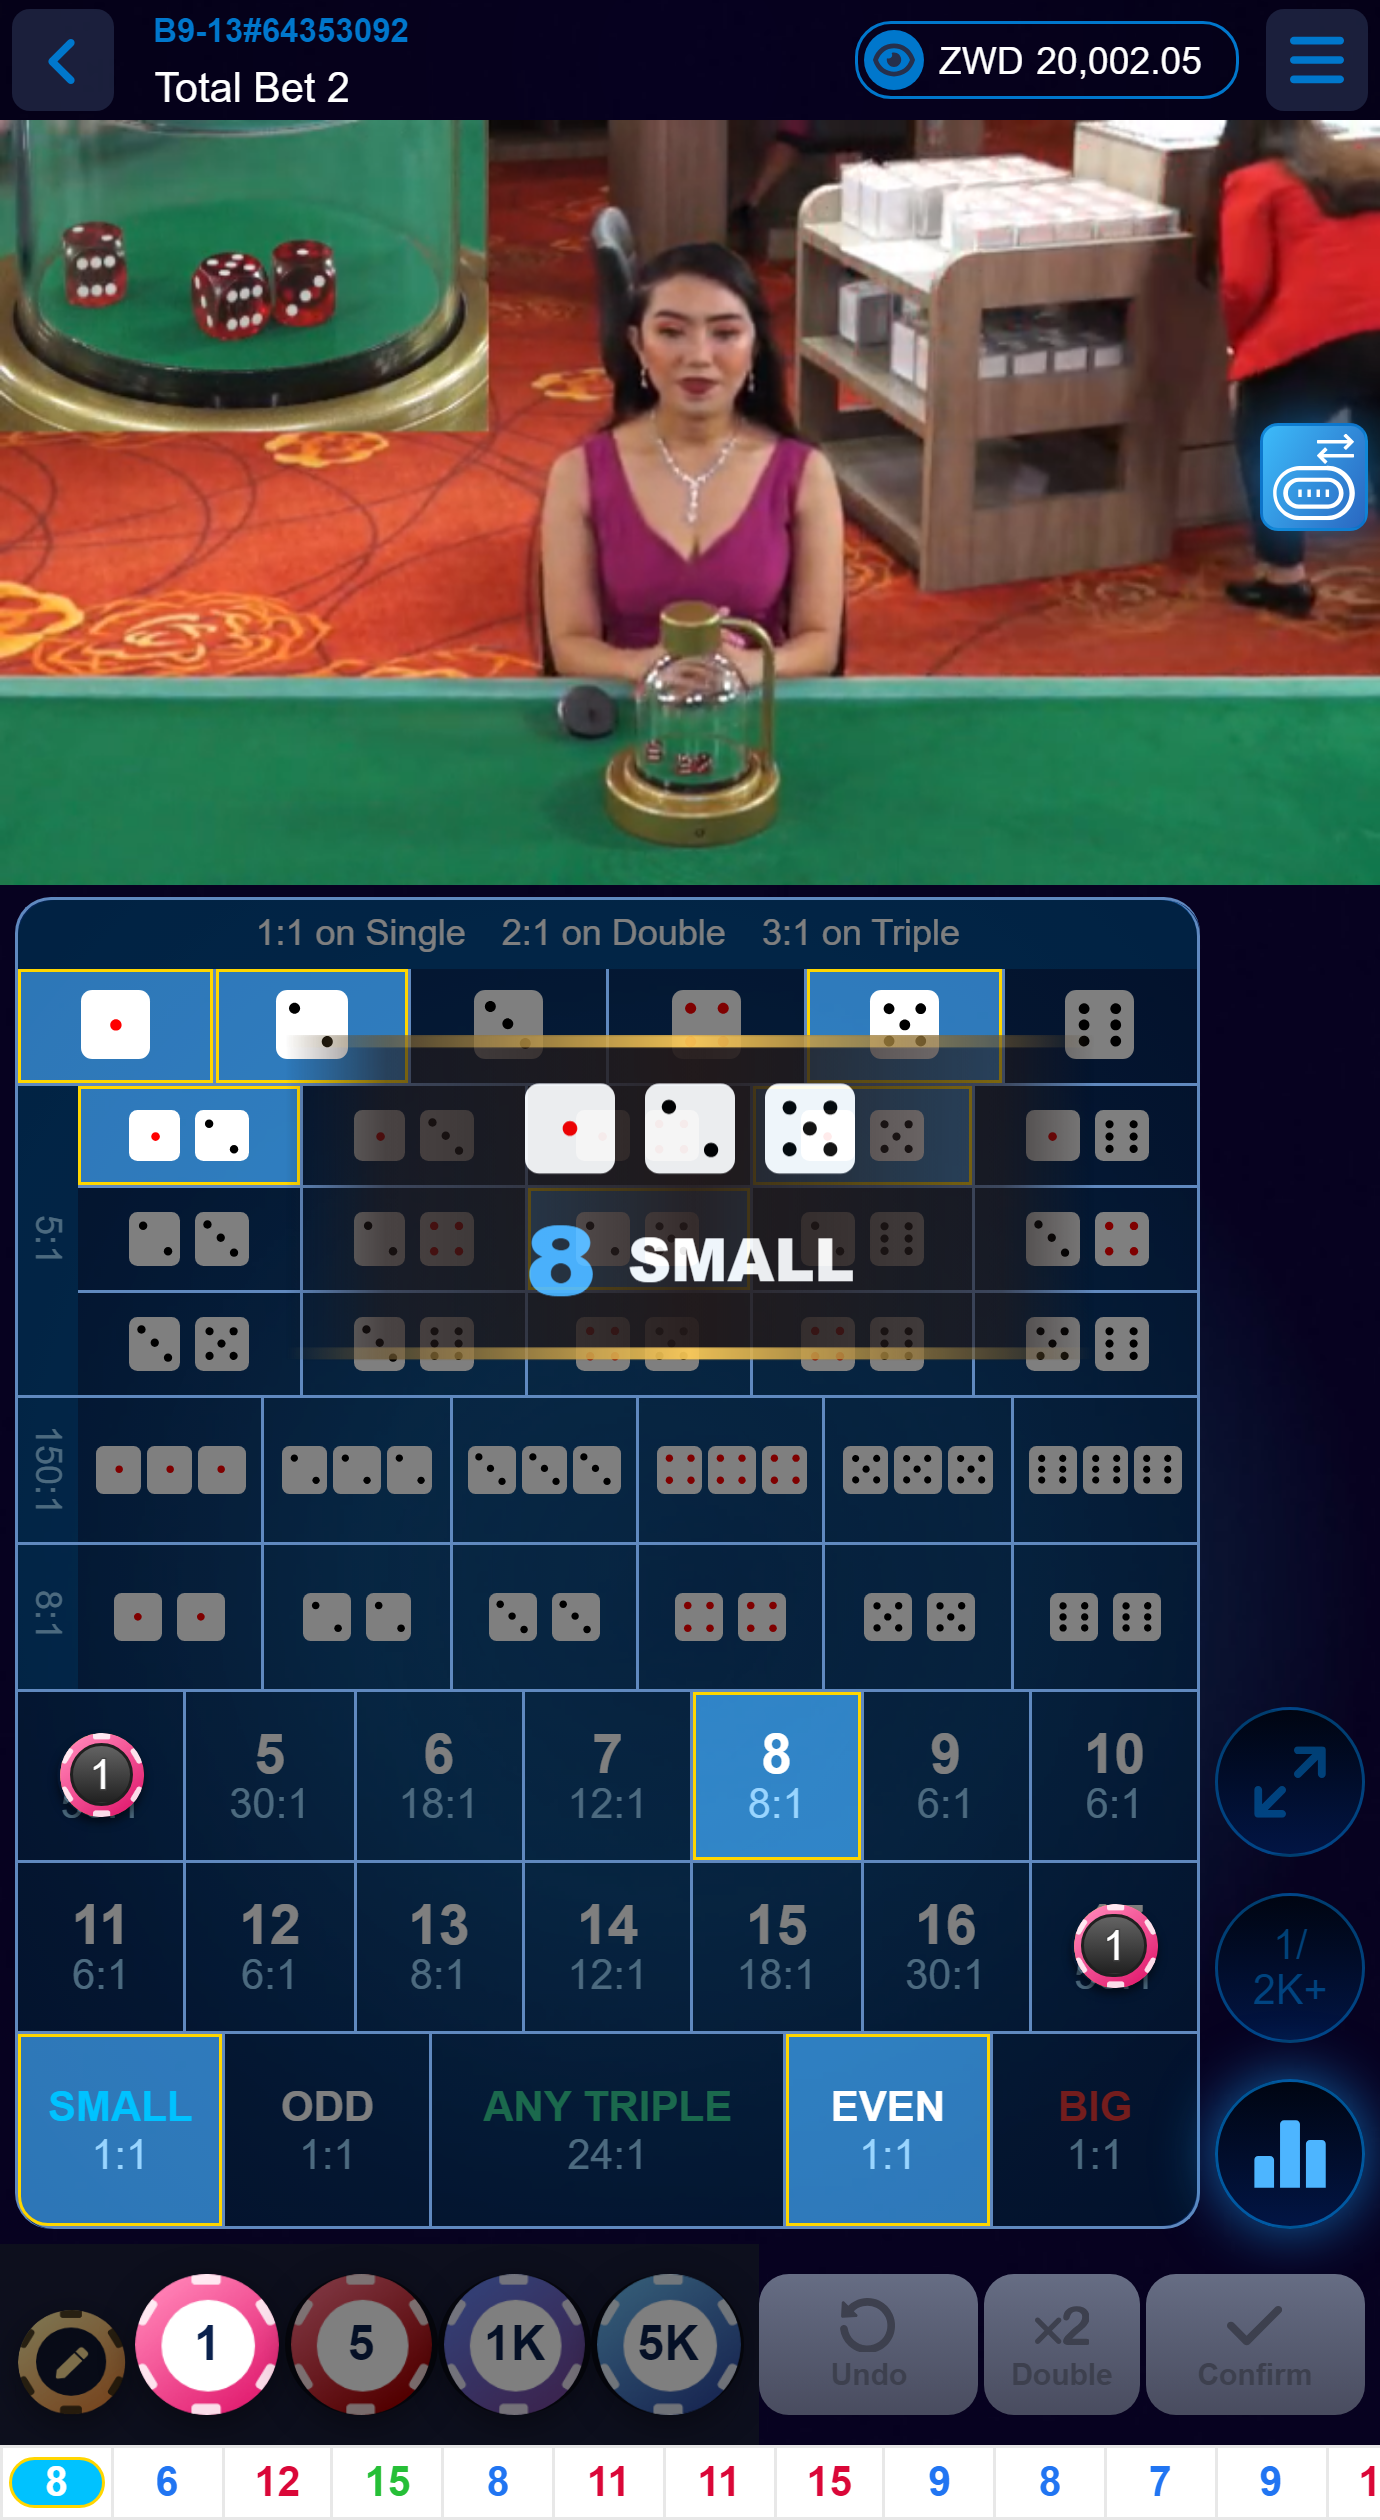 B9-13#64353092
Total Bet 2
ZWD 20,002.05
1:1 on Single 2:1 on Double 3:1 on Triple
8 SMALL
5:1
150:1
8:1
1
5 6 7 8 9 10
30:1 18:1 12:1 8:1 6:1 6:1
11 12 13 14 15 16
1
6:1 6:1 8:1 12:1 18:1 30:1
1/
2K+
SMALL ODD ANY TRIPLE EVEN BIG
1:1 1:1 24:1 1:1 1:1
1 5 1K 5K
x2
Undo Double Confirm
8 6 12 15 8 11 11 15 9 8 7 9